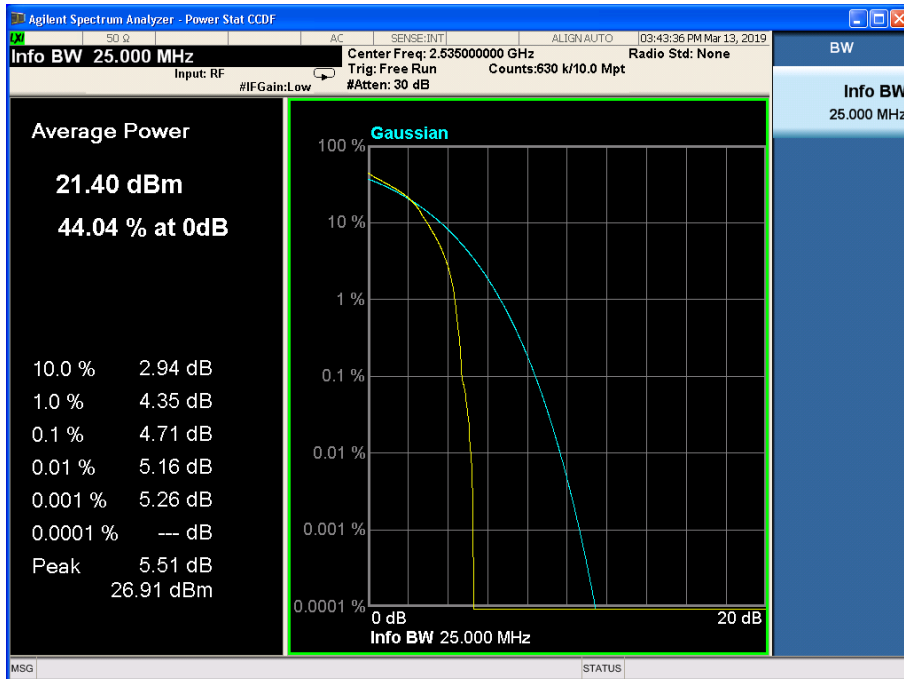 Agilent Spectrum Analyzer - Power Stat CCDF
LXI 50 Ω AC SENSE:INT ALIGN AUTO 03:43:36 PM Mar 13, 2019
Info BW 25.000 MHz
Input: RF
#IFGain:Low
Center Freq: 2.535000000 GHz
Radio Std: None
Trig: Free Run
Counts:630 k/10.0 Mpt
#Atten: 30 dB
BW
Info BW
25.000 MHz
Average Power
21.40 dBm
44.04 % at 0dB
10.0 % 2.94 dB
1.0 % 4.35 dB
0.1 % 4.71 dB
0.01 % 5.16 dB
0.001 % 5.26 dB
0.0001 % --- dB
Peak 5.51 dB
26.91 dBm
Gaussian
100 %
10 %
1 %
0.1 %
0.01 %
0.001 %
0.0001 %
0 dB 20 dB
Info BW 25.000 MHz
MSG STATUS